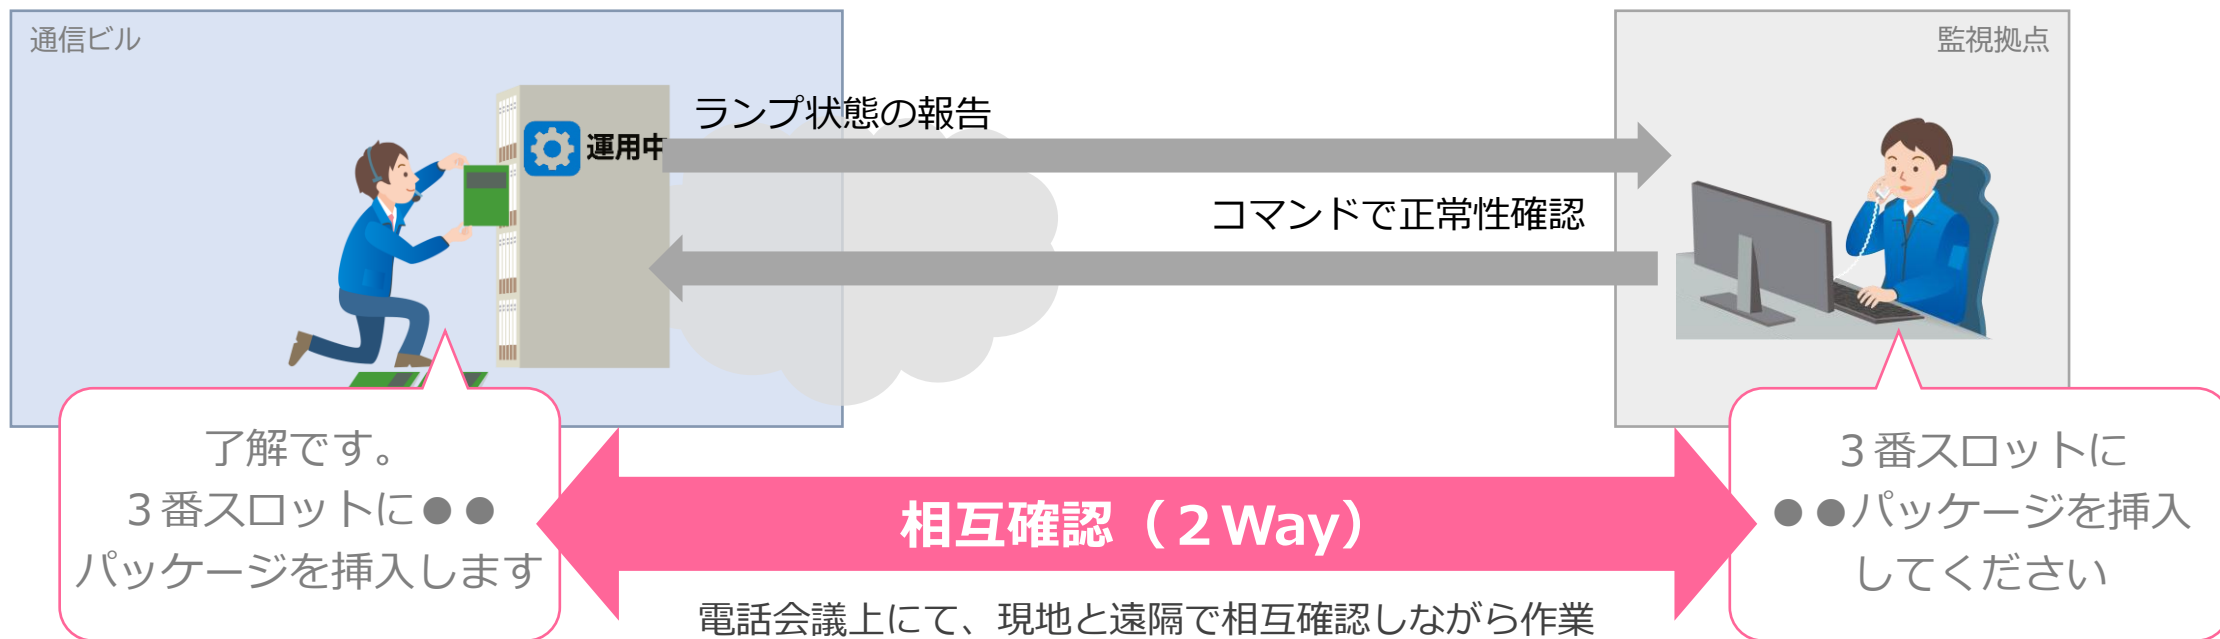 通信ビル
監視拠点
ランプ状態の報告
運用中
コマンドで正常性確認
了解です。
３番スロットに●●
パッケージを挿入します
相互確認（２Way）
３番スロットに
●●パッケージを挿入
してください
電話会議上にて、現地と遠隔で相互確認しながら作業